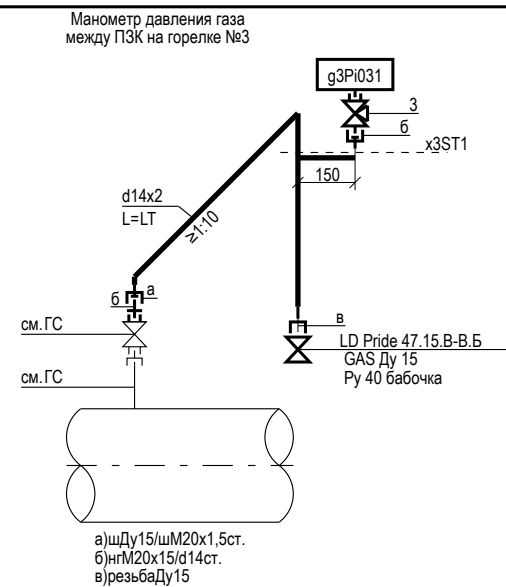 Манометр давления газа
между ПЗК на горелке №3
g3Pi031
3
б
x3ST1
150
d14x2
L=LT
≥1:10
а
б
см.ГС
в
LD Pride 47.15.В-В.Б
GAS Ду 15
Ру 40 бабочка
см.ГС
а)шДу15/шМ20х1,5ст.
б)нгМ20х15/d14ст.
в)резьбаДу15